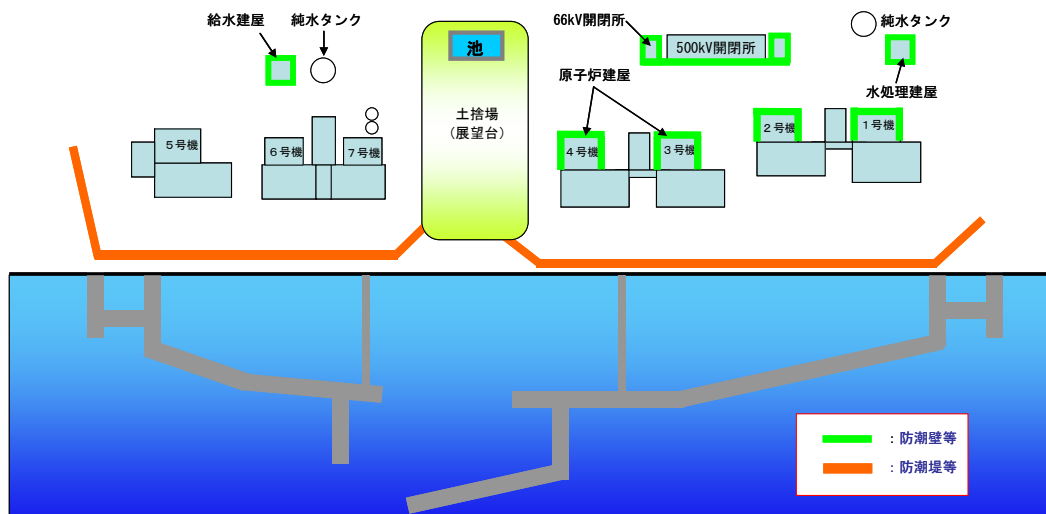 給水建屋
純水タンク
池
土捨場
(展望台)
66kV開閉所
500kV開閉所
純水タンク
水処理建屋
原子炉建屋
5号機
6号機
7号機
4号機
3号機
2号機
1号機
：防潮壁等
：防潮堤等